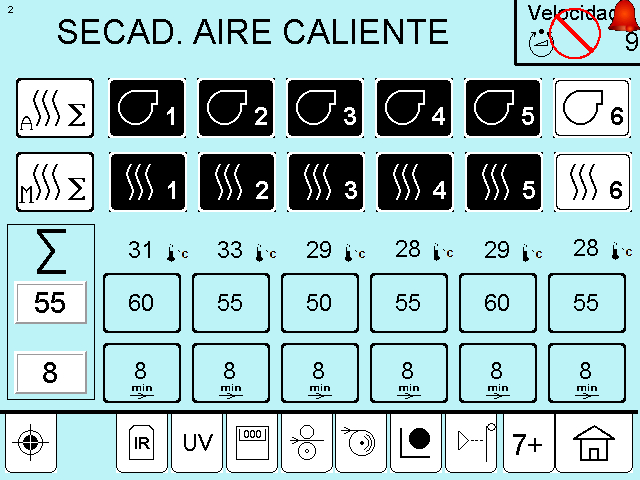 2
SECAD. AIRE CALIENTE
Velocidad
9
A Σ 1 2 3 4 5 6
M Σ 1 2 3 4 5 6
Σ 31 °C 33 °C 29 °C 28 °C 29 °C 28 °C
55 60 55 50 55 60 55
8 8 8 8 8 8 8
min min min min min min
IR UV 000 7+